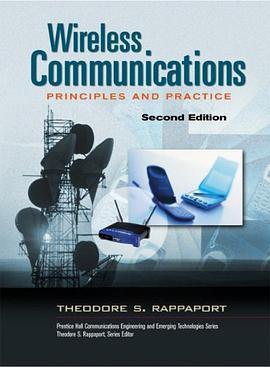 Wireless
Communications
PRINCIPLES AND PRACTICE
Second Edition
THEODORE S. RAPPAPORT
Prentice Hall Communications Engineering and Emerging Technologies Series
Theodore S. Rappaport, Series Editor